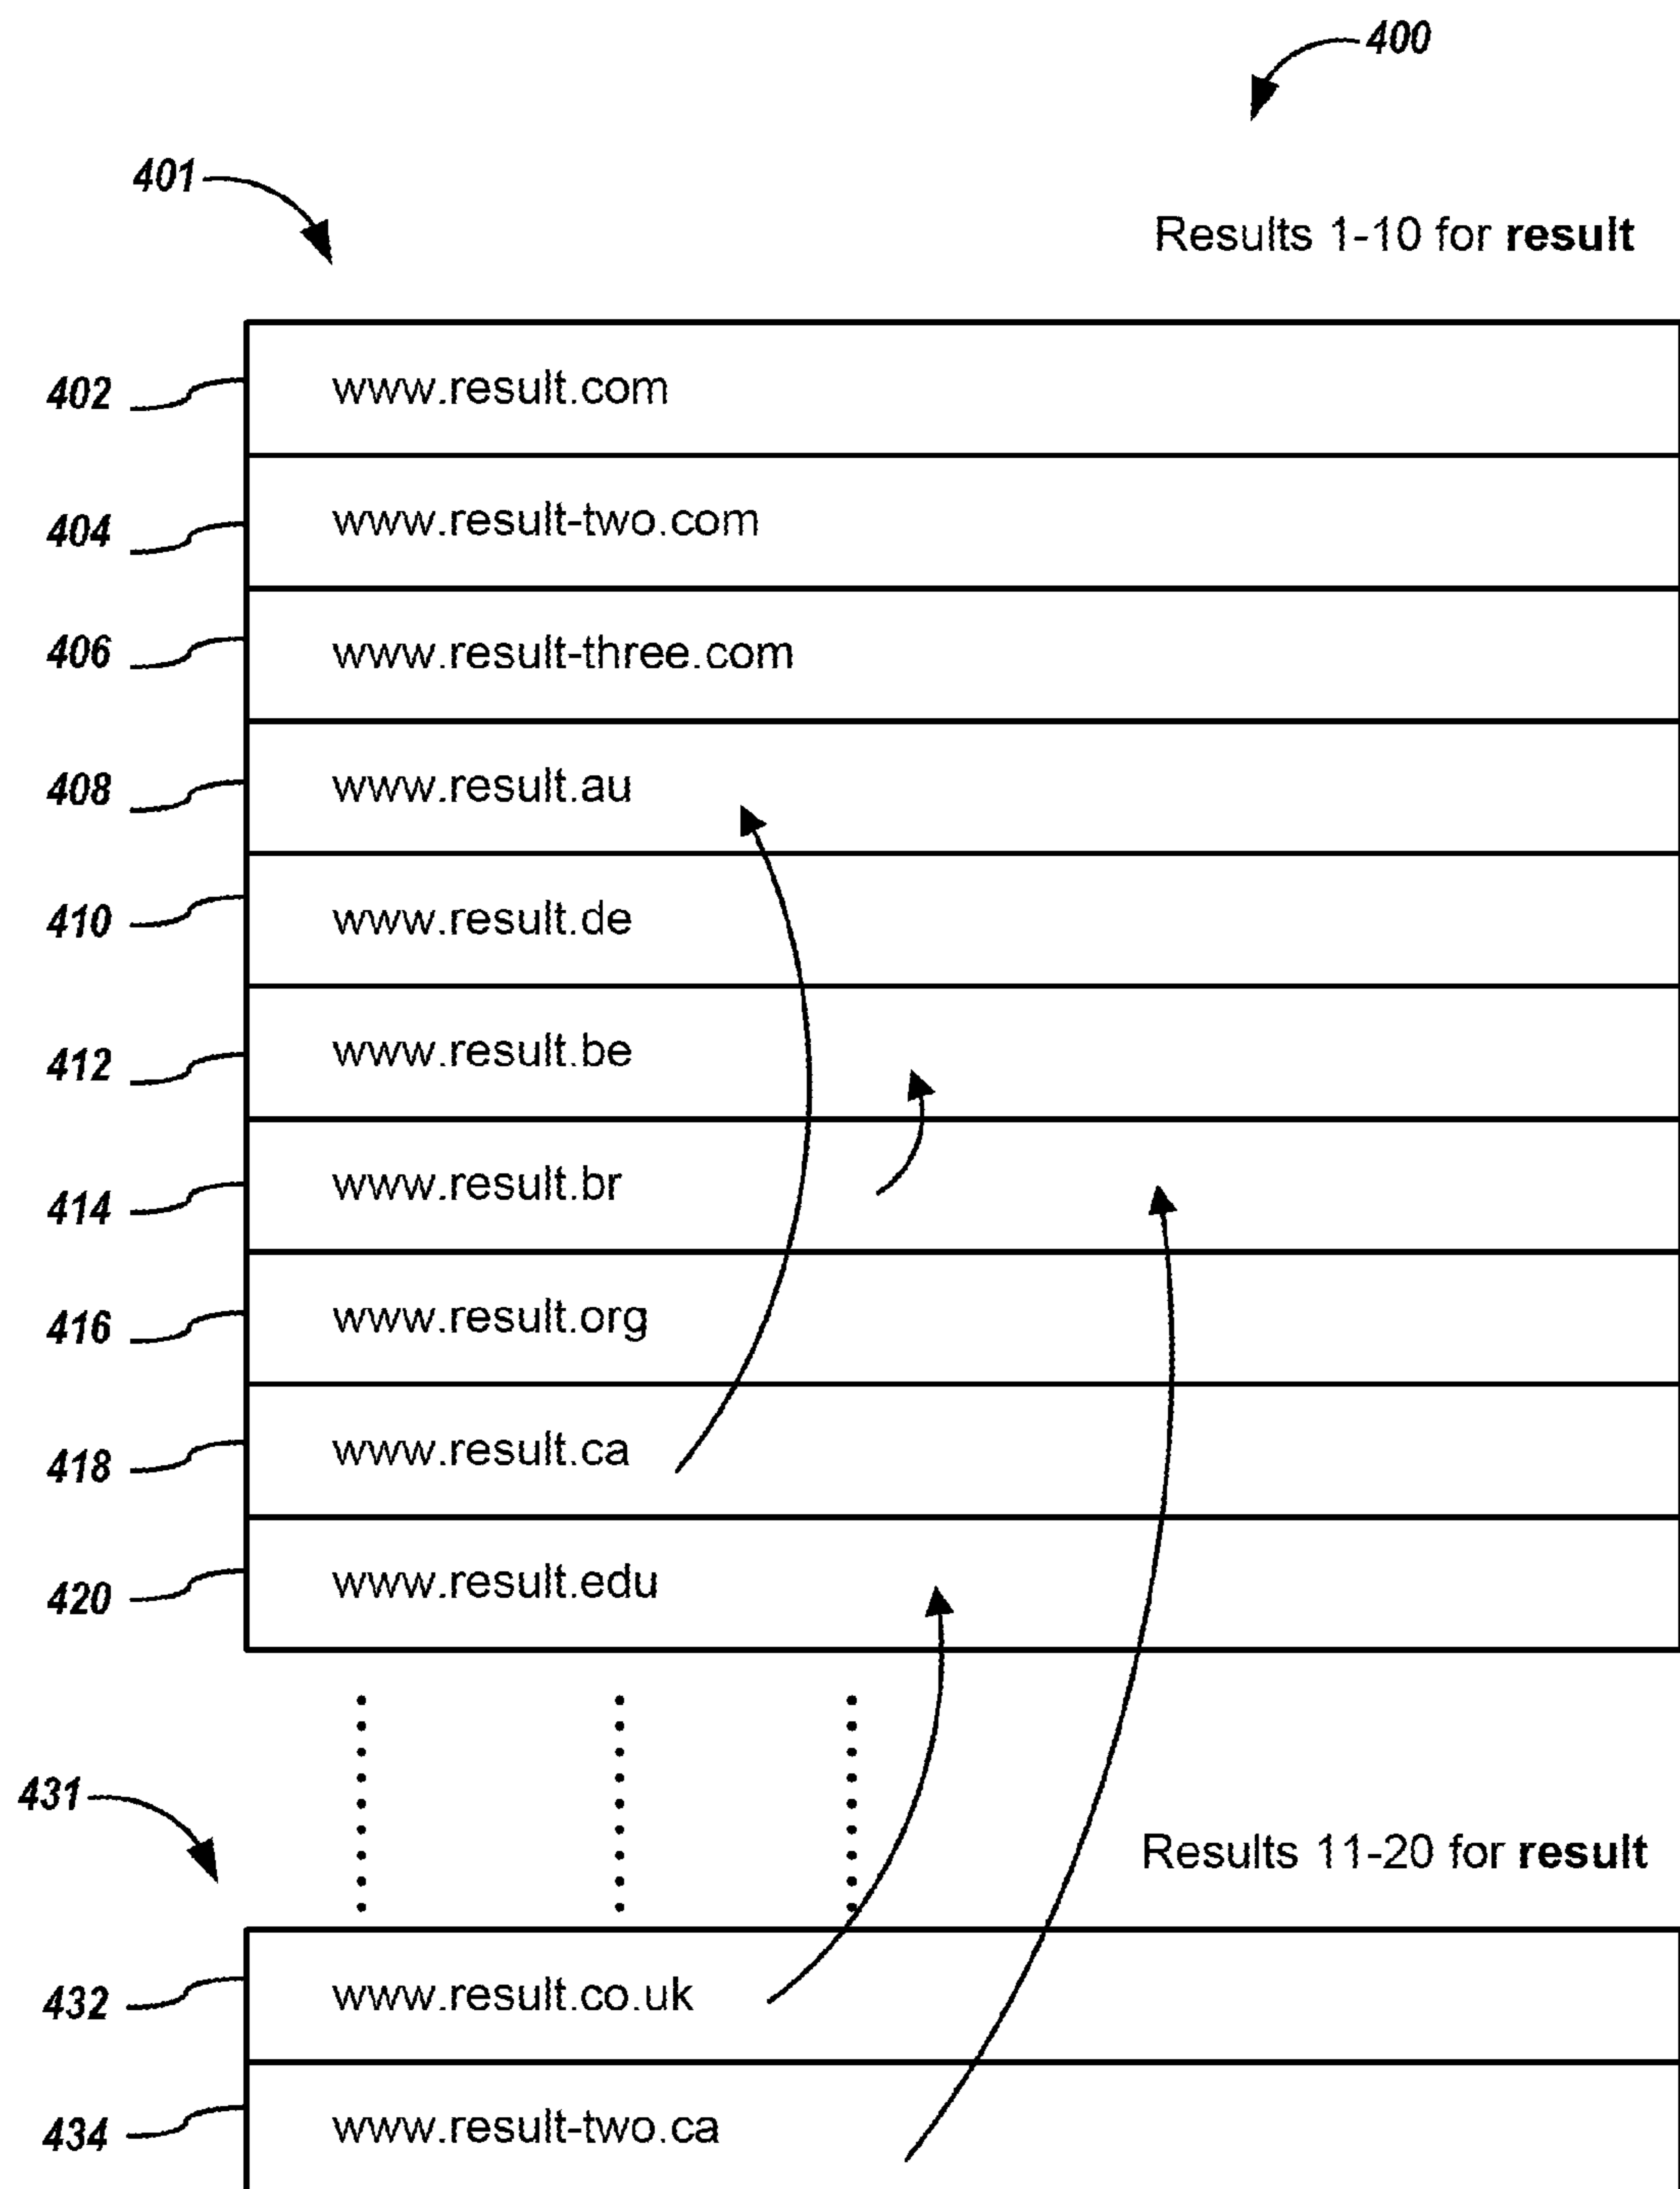 400
401
Results 1-10 for result
402 www.result.com
404 www.result-two.com
406 www.result-three.com
408 www.result.au
410 www.result.de
412 www.result.be
414 www.result.br
416 www.result.org
418 www.result.ca
420 www.result.edu
431
Results 11-20 for result
432 www.result.co.uk
434 www.result-two.ca